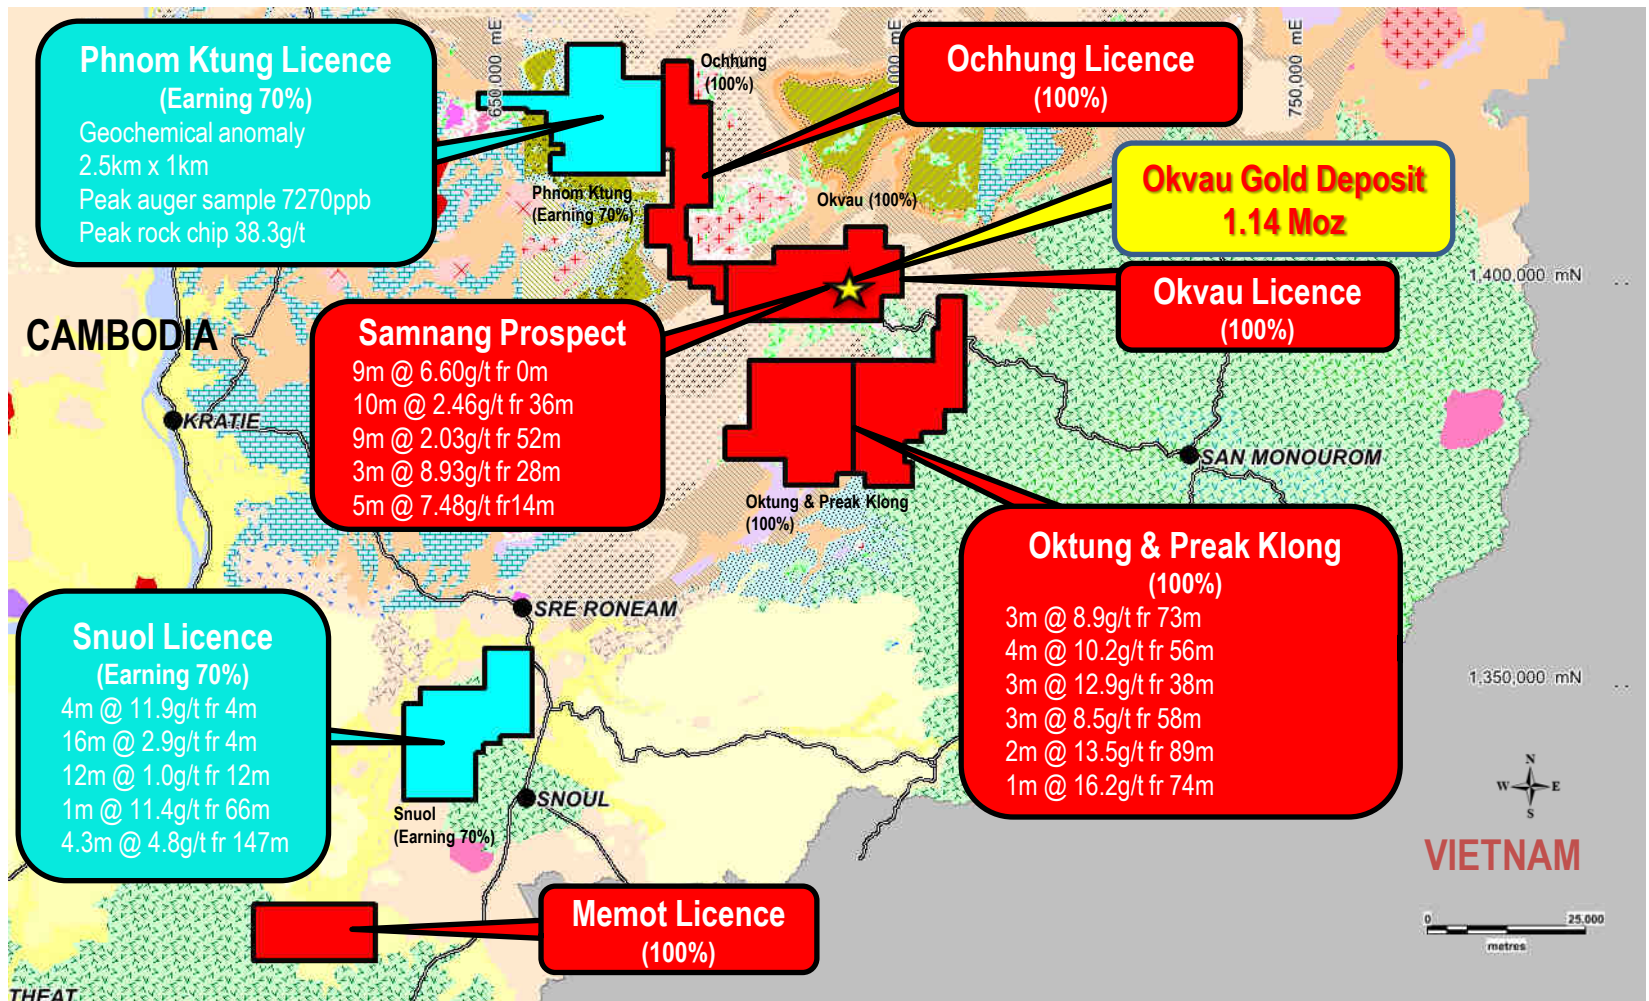 Phnom Ktung Licence
(Earning 70%)
Geochemical anomaly
2.5km x 1km
Peak auger sample 7270ppb
Peak rock chip 38.3g/t
650,000 mE
Ochhung
(100%)
Ochhung Licence
(100%)
mE
750,000 mE
Phnom Ktung
(Earning 70%)
Okvau (100%)
Okvau Gold Deposit
1.14 Moz
1,400,000 mN
Okvau Licence
(100%)
CAMBODIA
Samnang Prospect
9m @ 6.60g/t fr 0m
10m @ 2.46g/t fr 36m
9m @ 2.03g/t fr 52m
3m @ 8.93g/t fr 28m
5m @ 7.48g/t fr14m
KRATIE
SAN MONOUROM
Oktung & Preak Klong
(100%)
Oktung & Preak Klong
(100%)
3m @ 8.9g/t fr 73m
4m @ 10.2g/t fr 56m
3m @ 12.9g/t fr 38m
3m @ 8.5g/t fr 58m
2m @ 13.5g/t fr 89m
1m @ 16.2g/t fr 74m
SRE RONEAM
Snuol Licence
(Earning 70%)
4m @ 11.9g/t fr 4m
16m @ 2.9g/t fr 4m
12m @ 1.0g/t fr 12m
1m @ 11.4g/t fr 66m
4.3m @ 4.8g/t fr 147m
1,350,000 mN
SNOUL
Snuol
(Earning 70%)
N
W E
S
VIETNAM
Memot Licence
(100%)
0 25,000
metres
THEAT